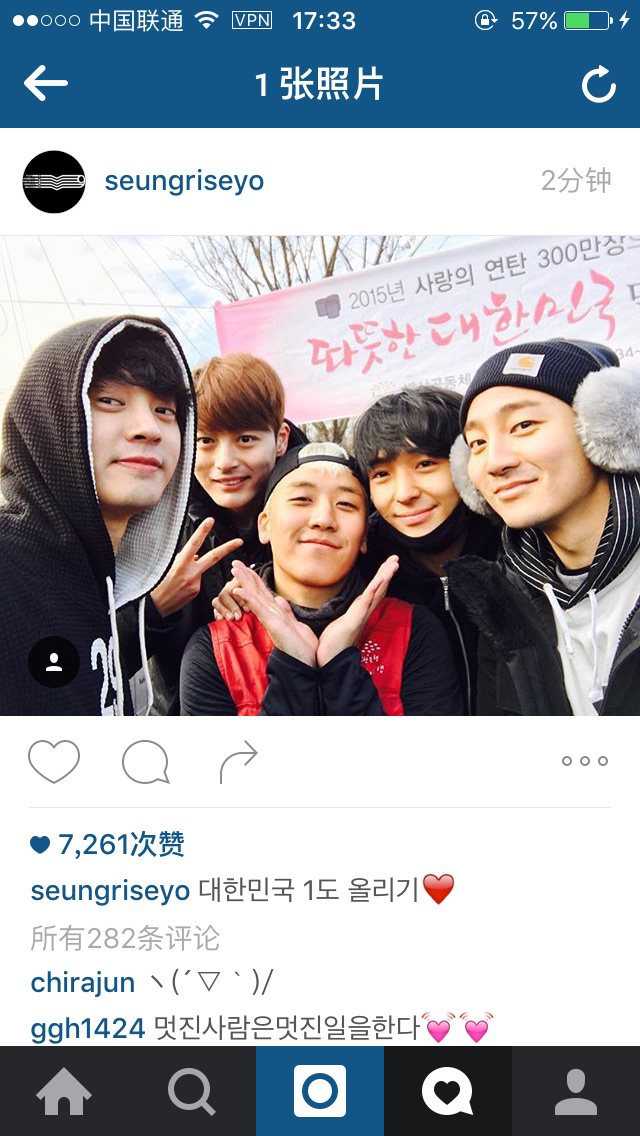 中国联通 VPN 17:33 57%
1 张照片
seungriseyo 2分钟
2015년 사랑의 연탄 300만장
따뜻한 대한민국
29
7,261次赞
seungriseyo 대한민국 1도 올리기❤️
所有282条评论
chirajun ヽ(´▽｀)/
ggh1424 멋진사람은멋진일을한다💓💓